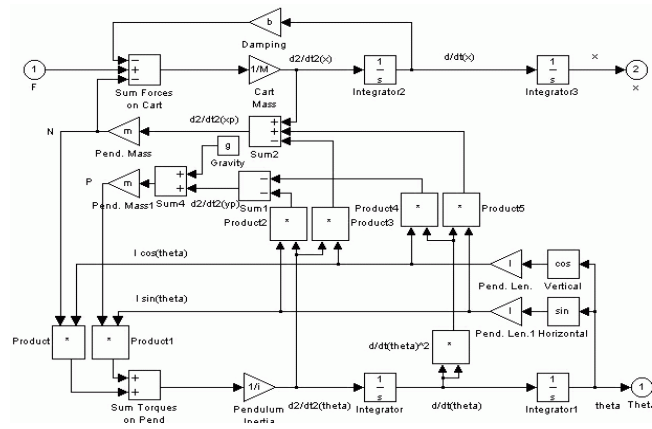 b
Damping
d2/dt2(x)
d/dt(x)
x
1
F
−
+
−
Sum Forces
on Cart
1/M
Cart
Mass
1
s
Integrator2
1
s
Integrator3
2
x
N
m
Pend. Mass
d2/dt2(xp)
+
+
−
Sum2
g
Gravity
P
m
Pend. Mass1
+
+
Sum4
d2/dt2(yp)
−
−
Sum1
Product2
*
*
Product3
Product4
*
*
Product5
l cos(theta)
l
Pend. Len.
cos
Vertical
l sin(theta)
l
Pend. Len.1
sin
Horizontal
Product
*
*
Product1
d/dt(theta)^2
*
+
+
Sum Torques
on Pend
1/i
Pendulum
Inertia
d2/dt2(theta)
1
s
Integrator
d/dt(theta)
1
s
Integrator1
theta
1
Theta